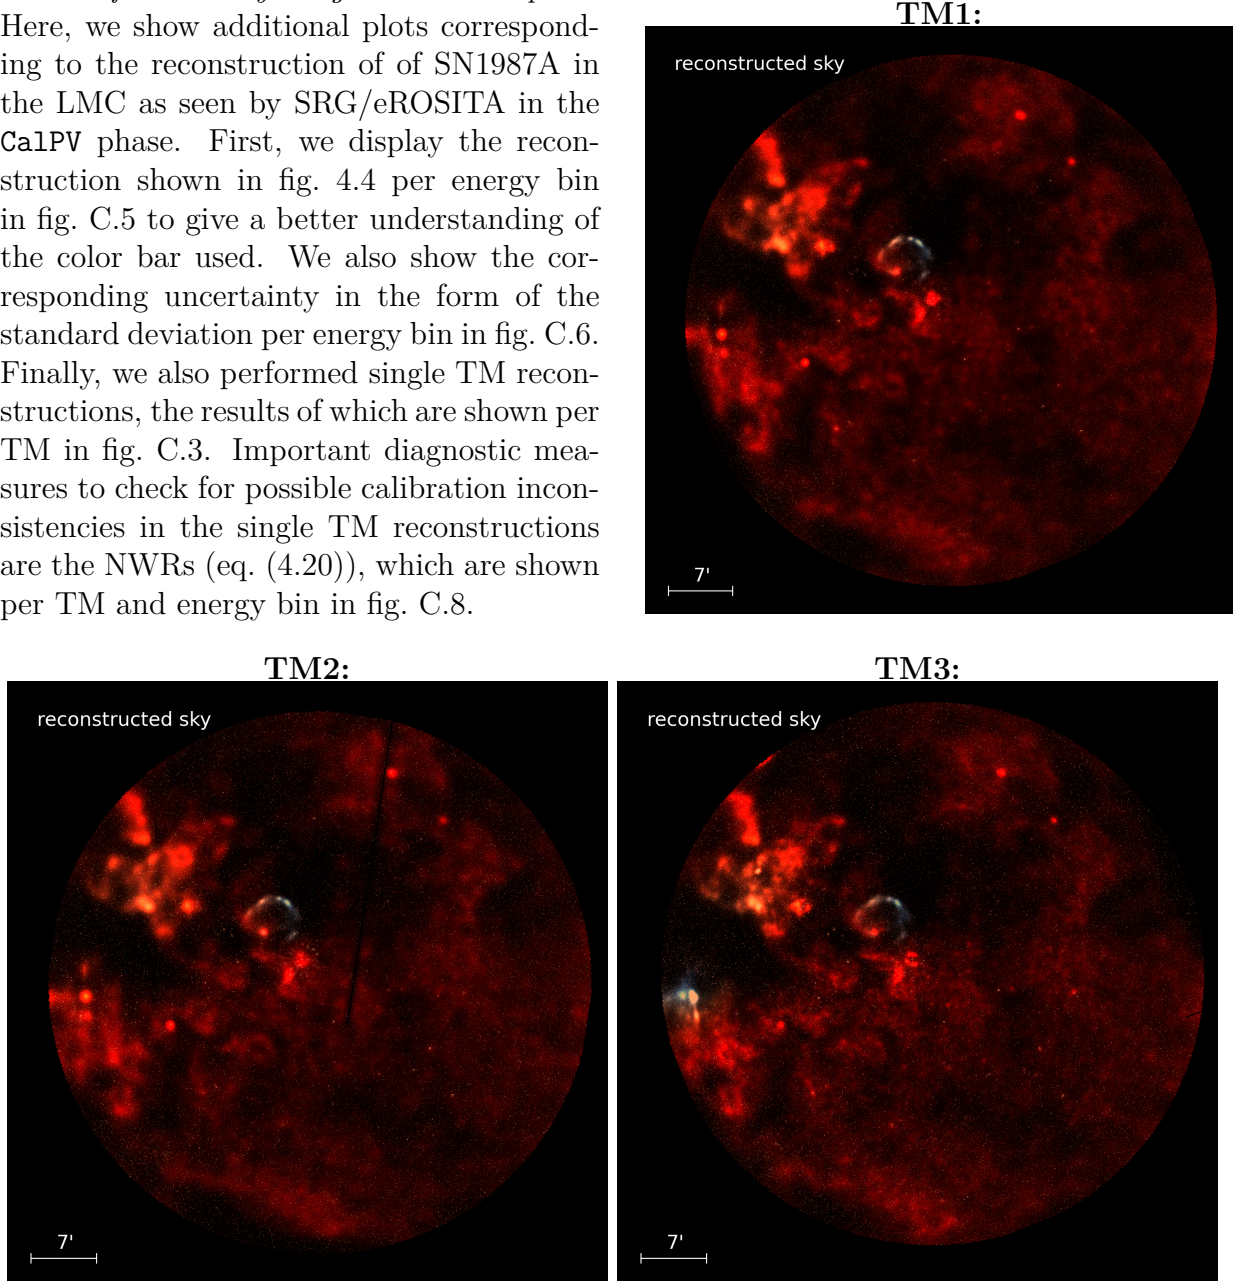 Here, we show additional plots correspond-
ing to the reconstruction of of SN1987A in
the LMC as seen by SRG/eROSITA in the
CalPV phase. First, we display the recon-
struction shown in fig. 4.4 per energy bin
in fig. C.5 to give a better understanding of
the color bar used. We also show the cor-
responding uncertainty in the form of the
standard deviation per energy bin in fig. C.6.
Finally, we also performed single TM recon-
structions, the results of which are shown per
TM in fig. C.3. Important diagnostic mea-
sures to check for possible calibration incon-
sistencies in the single TM reconstructions
are the NWRs (eq. (4.20)), which are shown
per TM and energy bin in fig. C.8.
TM1:
reconstructed sky
7'
TM2:
reconstructed sky
7'
TM3:
reconstructed sky
7'